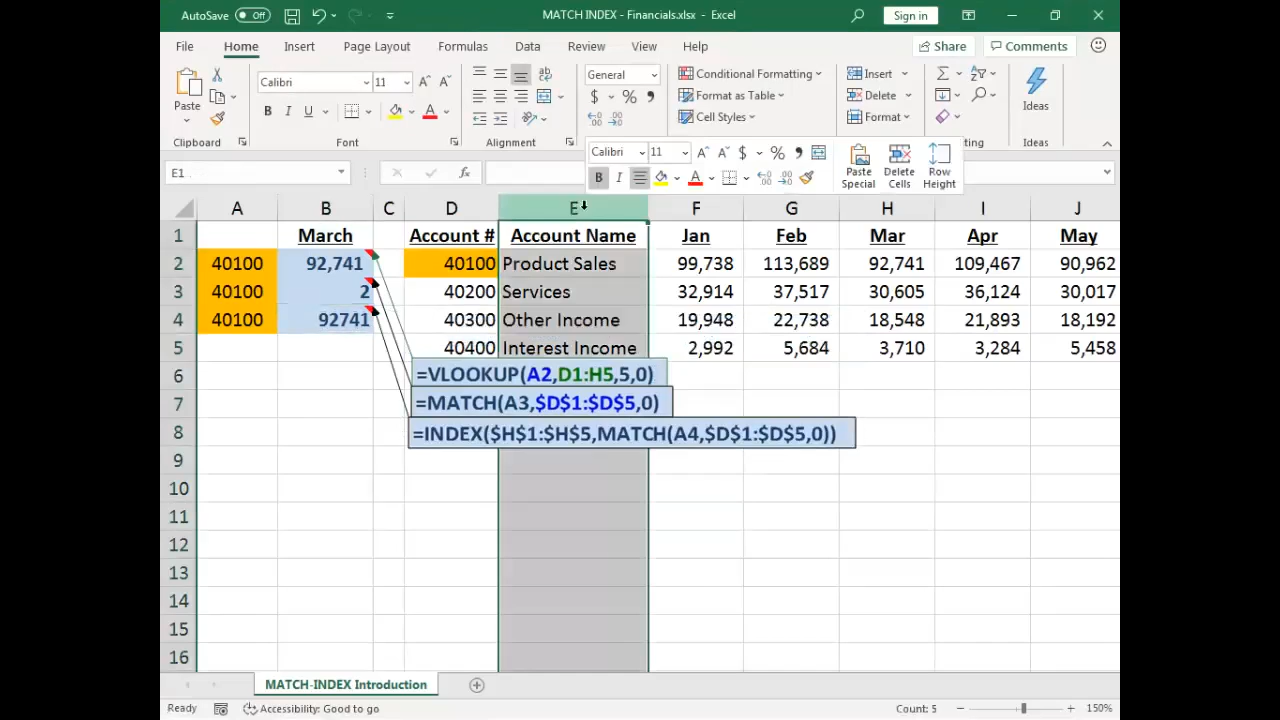 AutoSave Off
MATCH INDEX - Financials.xlsx - Excel
Sign in
File Home Insert Page Layout Formulas Data Review View Help Share Comments
Paste Calibri 11 General Conditional Formatting Insert
B I U $ % Format as Table Delete Ideas
Cell Styles Format
Clipboard Font Alignment ting
Calibri 11 $ % 9
B I A Paste Special Delete Cells Row Height
E1 fx
A B C D E F G H I J
1 March Account # Account Name Jan Feb Mar Apr May
2 40100 92,741 40100 Product Sales 99,738 113,689 92,741 109,467 90,962
3 40100 2 40200 Services 32,914 37,517 30,605 36,124 30,017
4 40100 92741 40300 Other Income 19,948 22,738 18,548 21,893 18,192
5 40400 Interest Income 2,992 5,684 3,710 3,284 5,458
6 =VLOOKUP(A2,D1:H5,5,0)
7 =MATCH(A3,$D$1:$D$5,0)
8 =INDEX($H$1:$H$5,MATCH(A4,$D$1:$D$5,0))
9
10
11
12
13
14
15
16
MATCH-INDEX Introduction
Ready Accessibility: Good to go Count: 5 150%